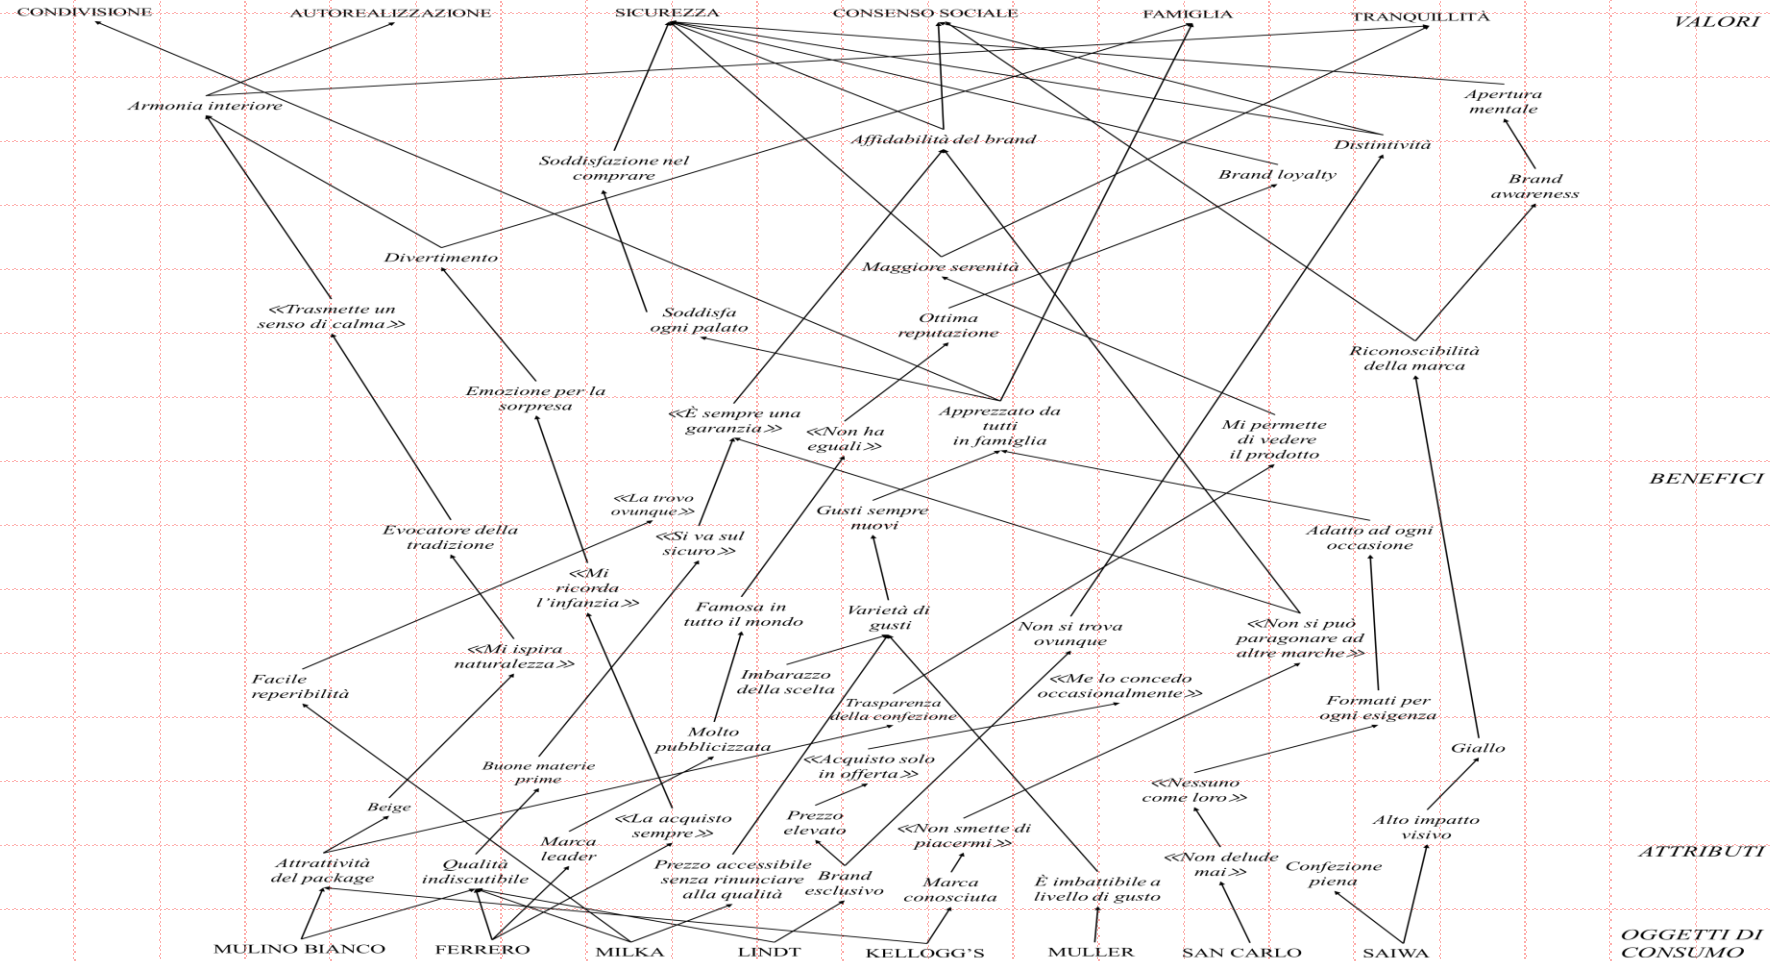 CONDIVISIONE
AUTOREALIZZAZIONE
SICUREZZA
CONSENSO SOCIALE
FAMIGLIA
TRANQUILLITÀ
VALORI
Armonia interiore
Apertura
mentale
Affidabilità del brand
Distintività
Soddisfazione nel
comprare
Brand loyalty
Brand
awareness
Divertimento
Maggiore serenità
«Trasmette un
senso di calma»
Soddisfa
ogni palato
Ottima
reputazione
Riconoscibilità
della marca
Emozione per la
sorpresa
«È sempre una
garanzia»
«Non ha
eguali»
Apprezzato da
tutti
in famiglia
Mi permette
di vedere
il prodotto
BENEFICI
«La trovo
ovunque»
Gusti sempre
nuovi
Evocatore della
tradizione
«Si va sul
sicuro»
Adatto ad ogni
occasione
«Mi
ricorda
l'infanzia»
Famosa in
tutto il mondo
Varietà di
gusti
Non si trova
ovunque
«Non si può
paragonare ad
altre marche»
«Mi ispira
naturalezza»
Facile
reperibilità
Imbarazzo
della scelta
«Me lo concedo
occasionalmente»
Trasparenza
della confezione
Formati per
ogni esigenza
Molto
pubblicizzata
Giallo
Buone materie
prime
«Acquisto solo
in offerta»
«Nessuno
come loro»
Beige
«La acquisto
sempre»
Prezzo
elevato
«Non smette di
piacermi»
Alto impatto
visivo
ATTRIBUTI
Marca
leader
Attrattività
del package
Qualità
indiscutibile
Prezzo accessibile
senza rinunciare
alla qualità
Brand
esclusivo
Marca
conosciuta
È imbattibile a
livello di gusto
«Non delude
mai»
Confezione
piena
OGGETTI DI
CONSUMO
MULINO BIANCO
FERRERO
MILKA
LINDT
KELLOGG'S
MULLER
SAN CARLO
SAIWA